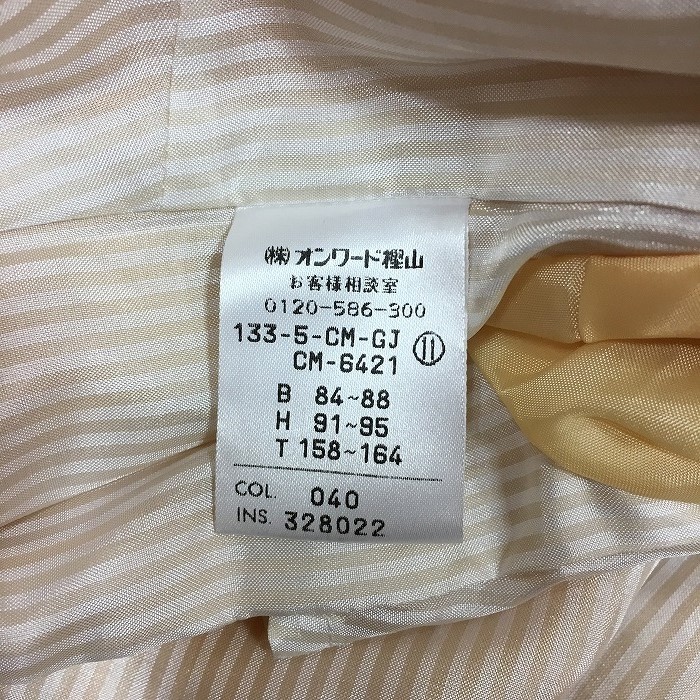 (株)オンワード樫山
お客様相談室
0120-586-300
133-5-CM-GJ ⑪
CM-6421
B 84~88
H 91~95
T 158~164
COL. 040
INS. 328022